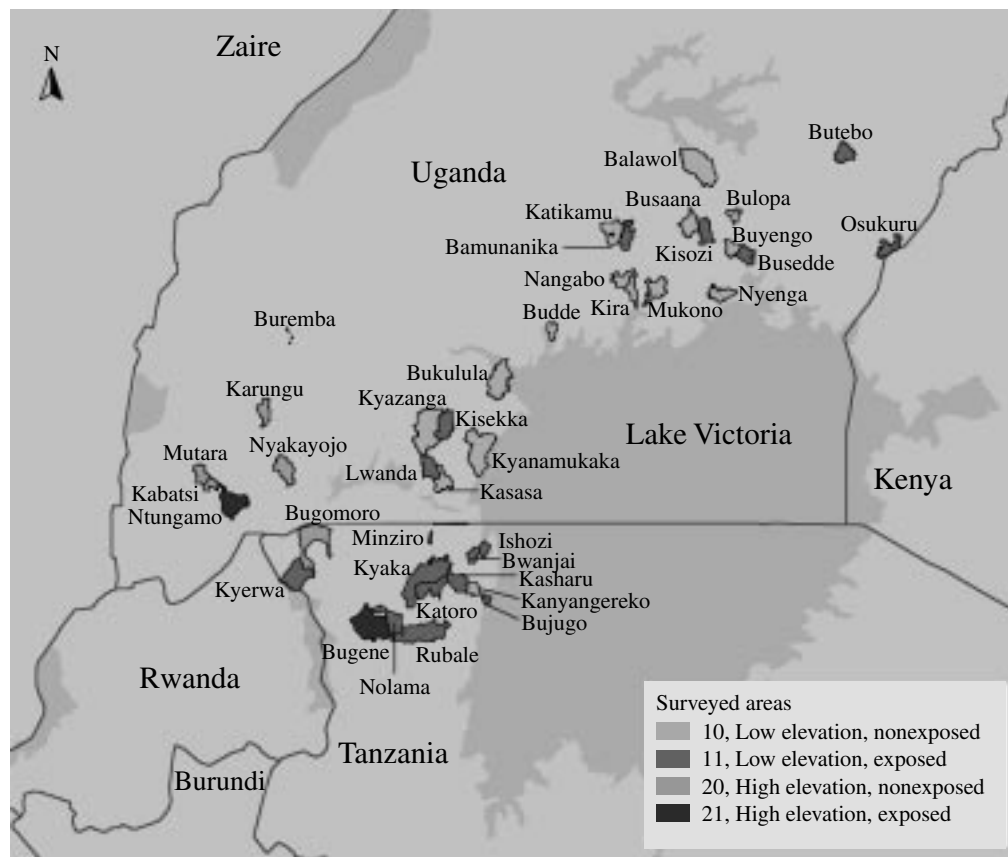 Zaire
N
Uganda
Butebo
Balawol
Busaana
Bulopa
Katikamu
Osukuru
Bamunanika
Kisozi
Buyengo
Busedde
Nangabo
Nyenga
Kira
Mukono
Budde
Buremba
Bukulula
Karungu
Kyazanga
Kisekka
Lake Victoria
Mutara
Nyakayojo
Kyanamukaka
Lwanda
Kenya
Kabatsi
Kasasa
Ntungamo
Bugomoro
Minziro
Ishozi
Bwanjai
Kyaka
Kasharu
Kyerwa
Kanyangereko
Katoro
Bujugo
Bugene
Rubale
Rwanda
Nolama
Tanzania
Burundi
Surveyed areas
10, Low elevation, nonexposed
11, Low elevation, exposed
20, High elevation, nonexposed
21, High elevation, exposed